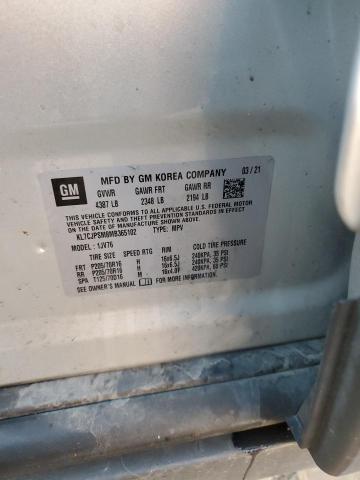 GM
MFD BY GM KOREA COMPANY 03/21
GVWR GAWR FRT GAWR RR
4387 LB 2348 LB 2194 LB
THIS VEHICLE CONFORMS TO ALL APPLICABLE U.S. FEDERAL MOTOR
VEHICLE SAFETY AND THEFT PREVENTION STANDARDS IN EFFECT ON THE
DATE OF MANUFACTURE SHOWN ABOVE.
KL7CJPSM8MB365102 TYPE: MPV
MODEL: 1JV76
TIRE SIZE SPEED RTG RIM COLD TIRE PRESSURE
FRT P205/70R16 H 16x6.5J 240KPA, 35 PSI
RR P205/70R16 H 16x6.5J 240KPA, 35 PSI
SPA T125/70D16 M 16x4.0F 420KPA, 60 PSI
SEE OWNER'S MANUAL FOR MORE INFORMATION.